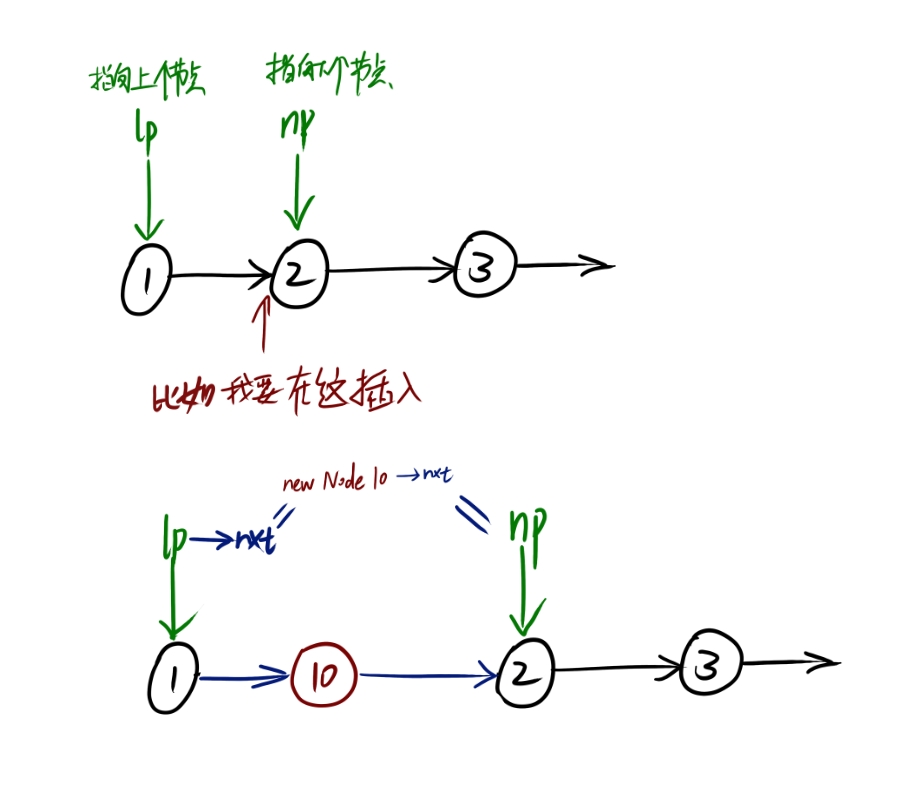 指向上个节点 指向下个节点
lp np
1 2 3
比如我要在这插入
new Node 10 →nxt
lp→nxt np
1 10 2 3